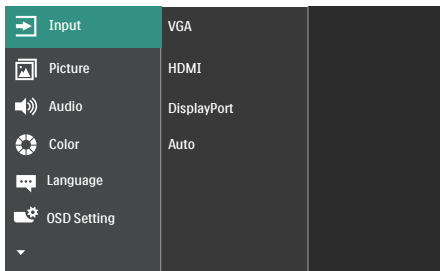 Input
Picture
Audio
Color
Language
OSD Setting
VGA
HDMI
DisplayPort
Auto